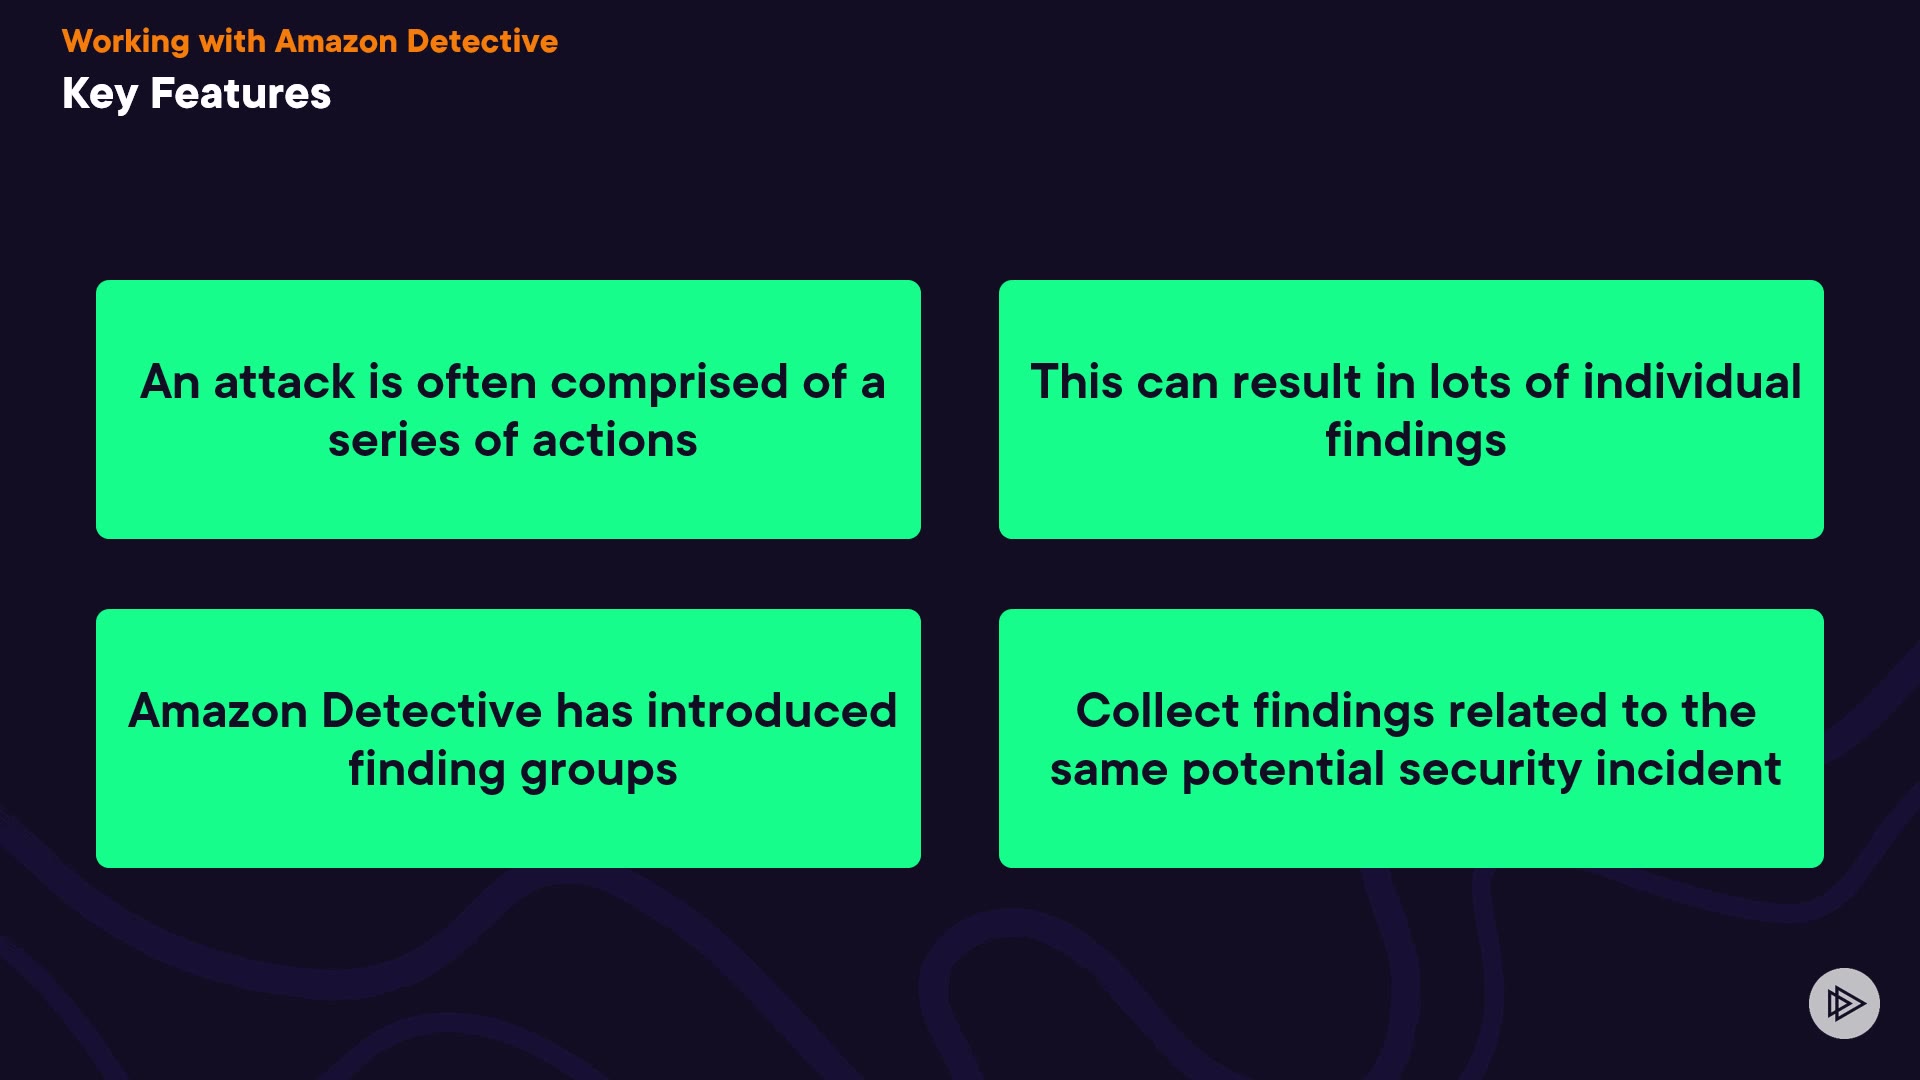 Working with Amazon Detective
Key Features
An attack is often comprised of a
series of actions
This can result in lots of individual
findings
Amazon Detective has introduced
finding groups
Collect findings related to the
same potential security incident